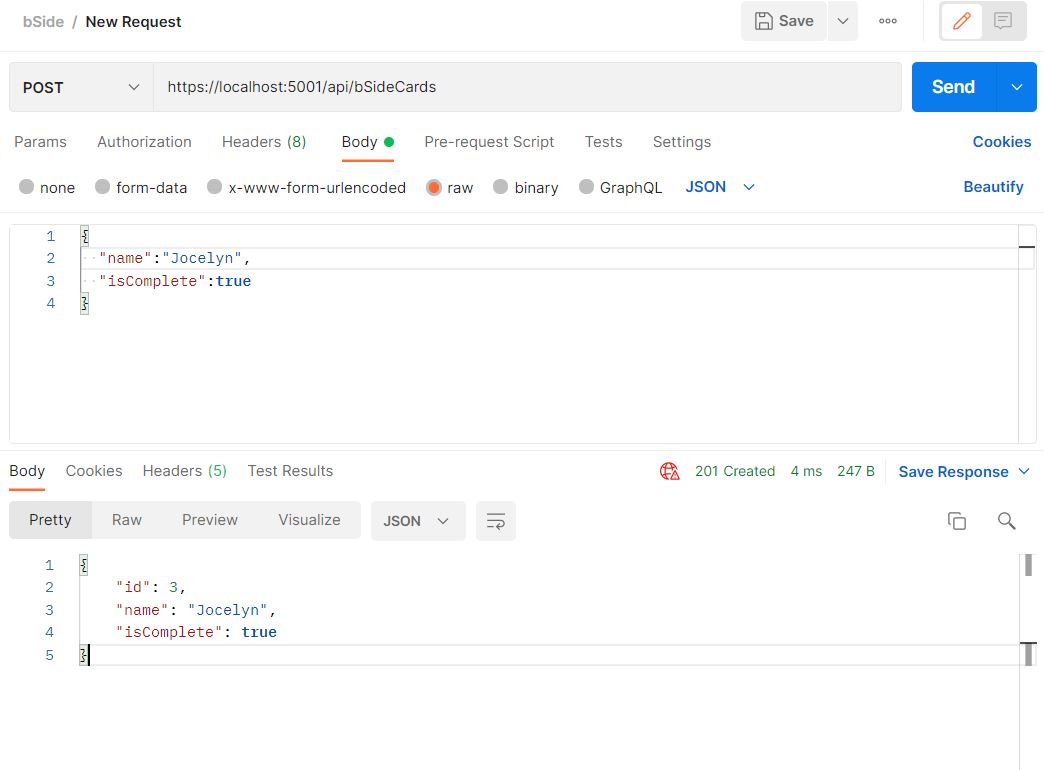 bSide / New Request
Save
POST
https://localhost:5001/api/bSideCards
Send
Params Authorization Headers (8) Body Pre-request Script Tests Settings Cookies
none form-data x-www-form-urlencoded raw binary GraphQL JSON Beautify
1 {
2 "name":"Jocelyn",
3 "isComplete":true
4 }
Body Cookies Headers (5) Test Results 201 Created 4 ms 247 B Save Response
Pretty Raw Preview Visualize JSON
1 {
2 "id": 3,
3 "name": "Jocelyn",
4 "isComplete": true
5 }